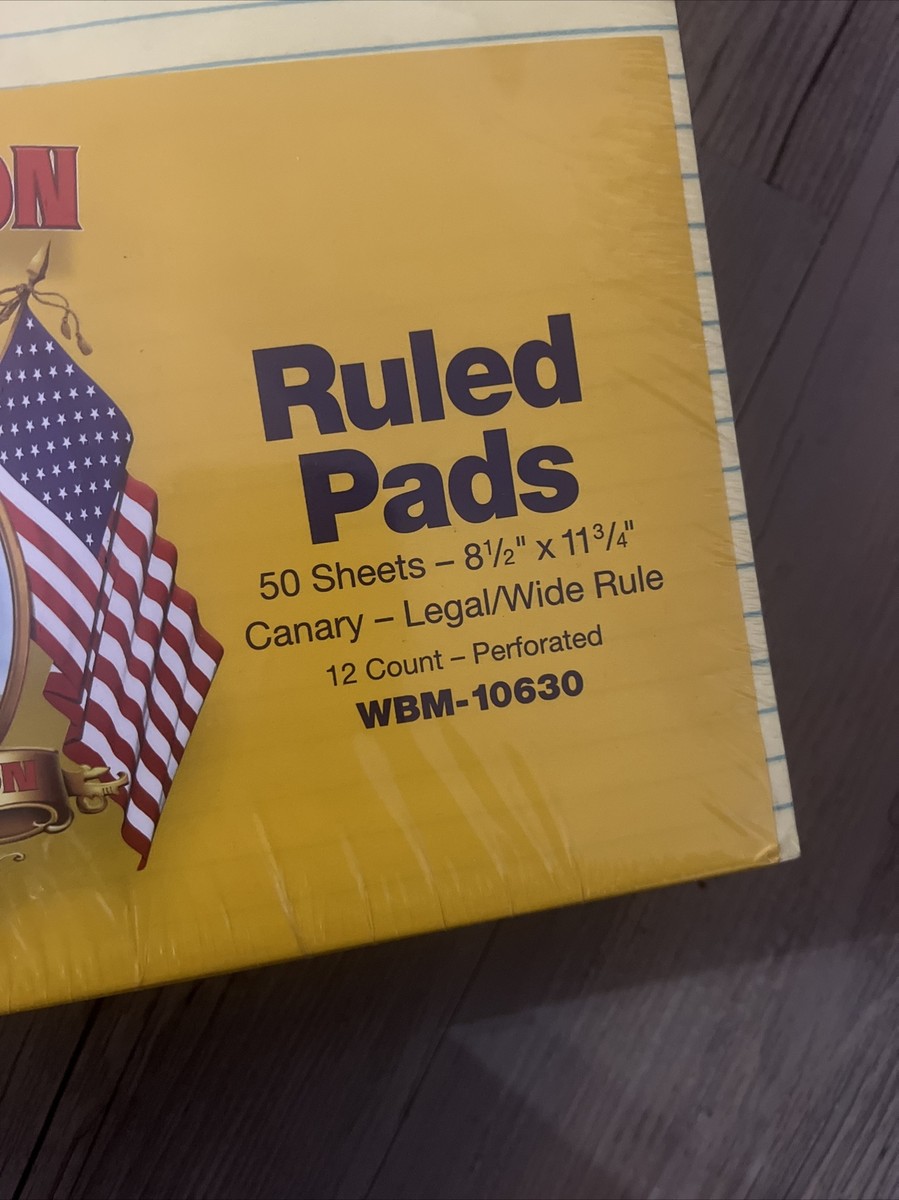 Ruled
Pads
50 Sheets – 8½" x 11¾"
Canary – Legal/Wide Rule
12 Count – Perforated
WBM-10630